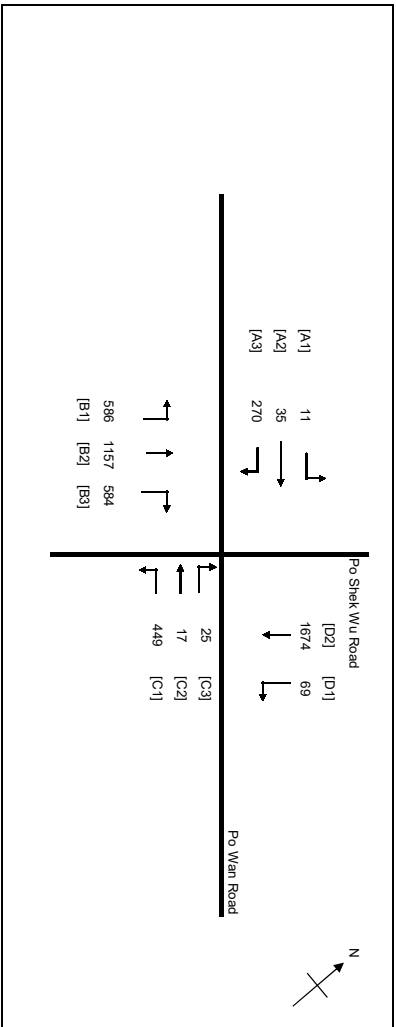 Po Shek Wu Road
N
[D2] [D1]
1674 69
[A1] 11
[A2] 35
[A3] 270
Po Wan Road
25 [C3]
17 [C2]
449 [C1]
586 1157 584
[B1] [B2] [B3]